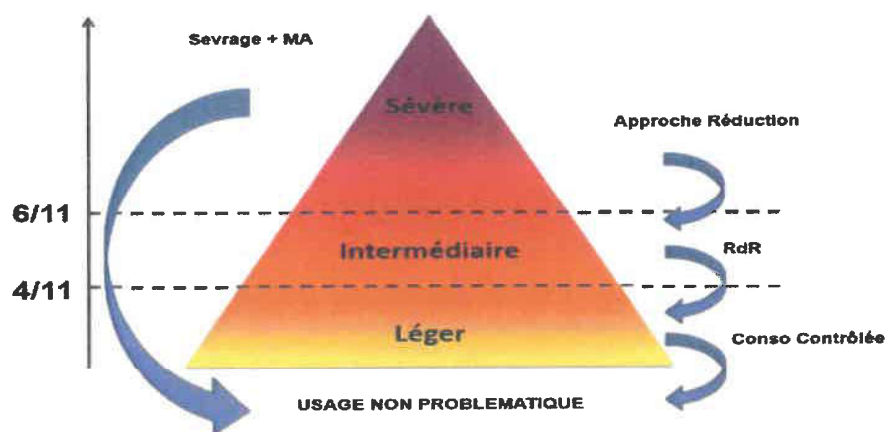 Sevrage + MA
Sévère
Approche Réduction
6/11
Intermédiaire
RdR
4/11
Léger
Conso Contrôlée
USAGE NON PROBLEMATIQUE